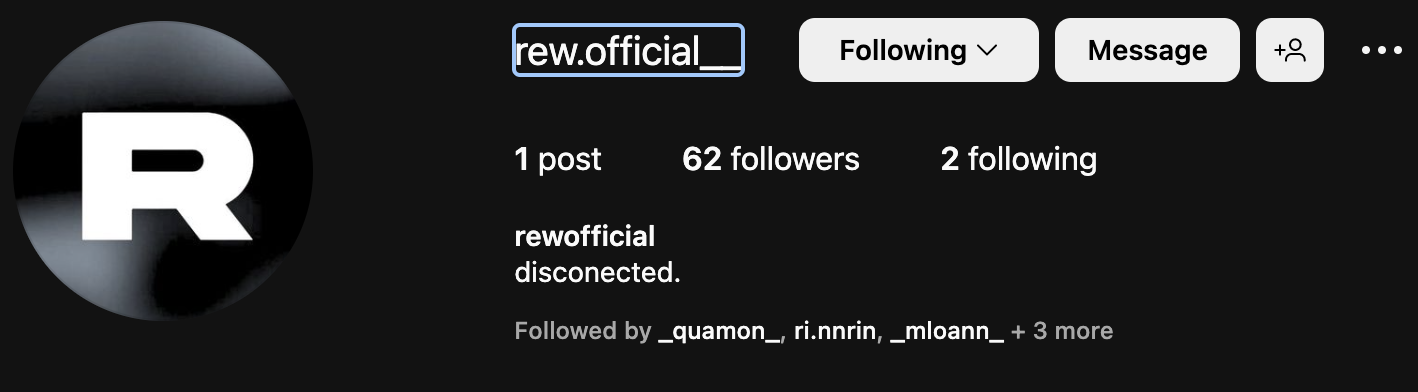 R
rew.official__ Following Message
1 post 62 followers 2 following
rewofficial
disconected.
Followed by _quamon_, ri.nnrin, _mloann_ + 3 more